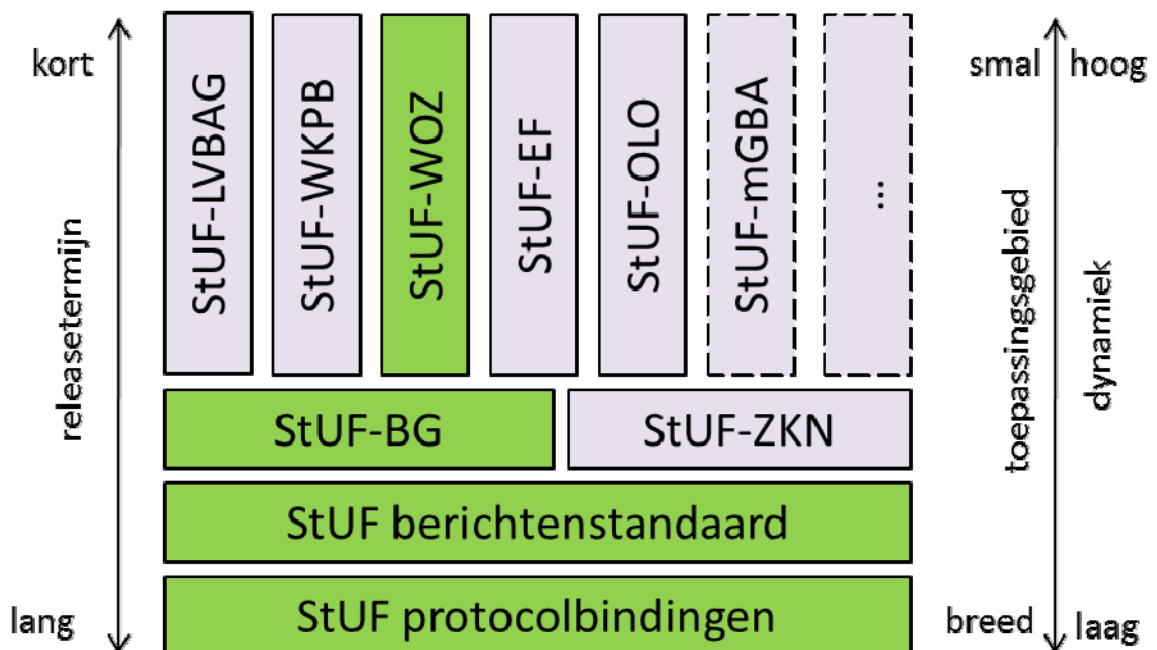 kort
releasetermijn
lang
StUF-LVBAG
StUF-WKPB
StUF-WOZ
StUF-EF
StUF-OLO
StUF-mGBA
...
StUF-BG
StUF-ZKN
StUF berichtenstandaard
StUF protocolbindingen
smal
toepassingsgebied
breed
hoog
dynamiek
laag